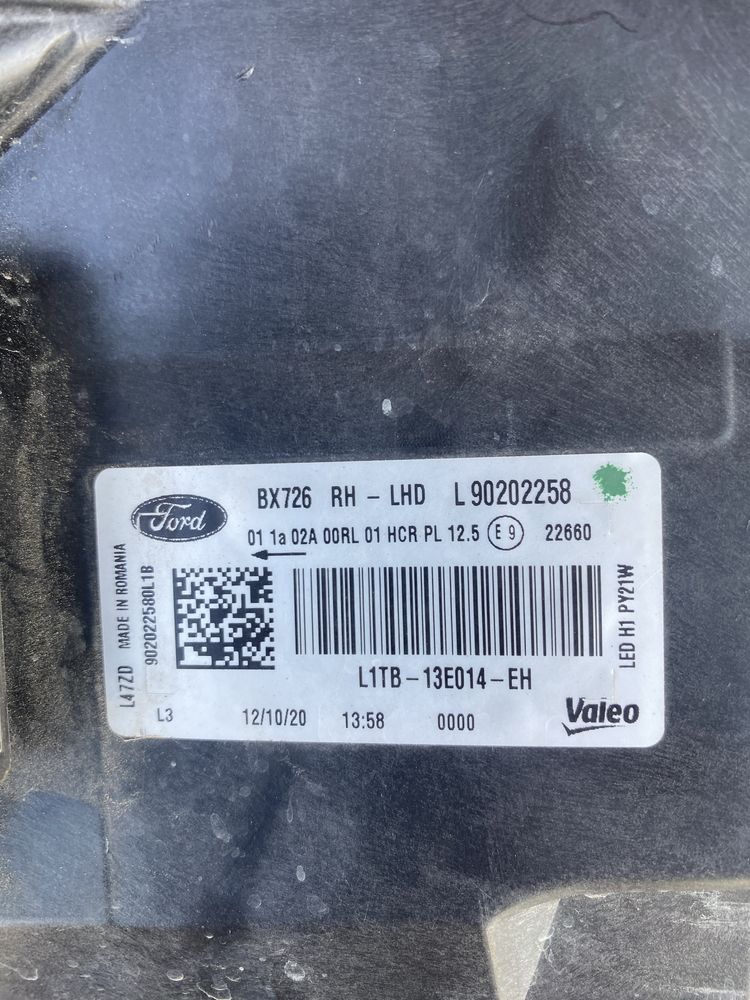 Ford
BX726 RH - LHD L 90202258
01 1a 02A 00RL 01 HCR PL 12.5 E9 22660
L47ZD MADE IN ROMANIA
902022580L1B
LED H1 PY21W
L1TB-13E014-EH
L3 12/10/20 13:58 0000
Valeo